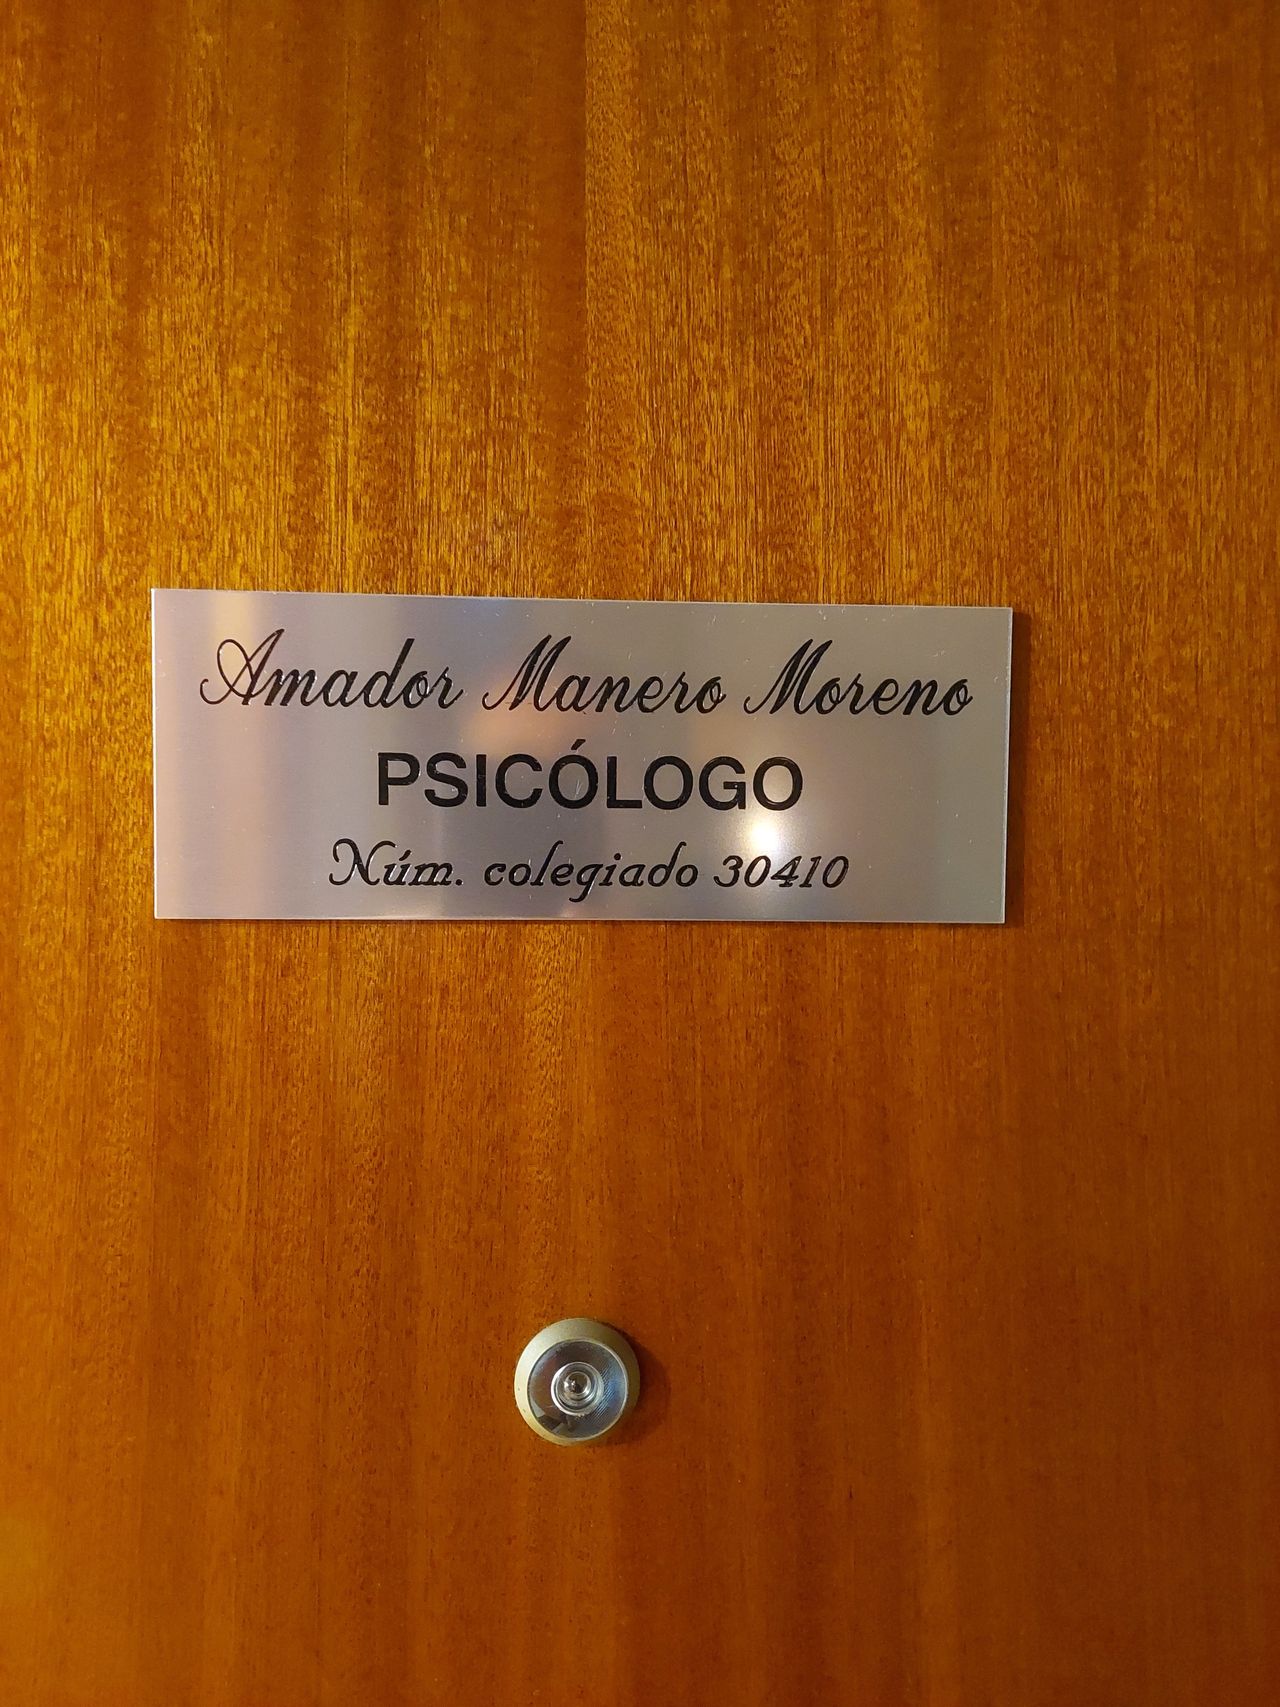 Amador Manero Moreno
PSICÓLOGO
Núm. colegiado 30410